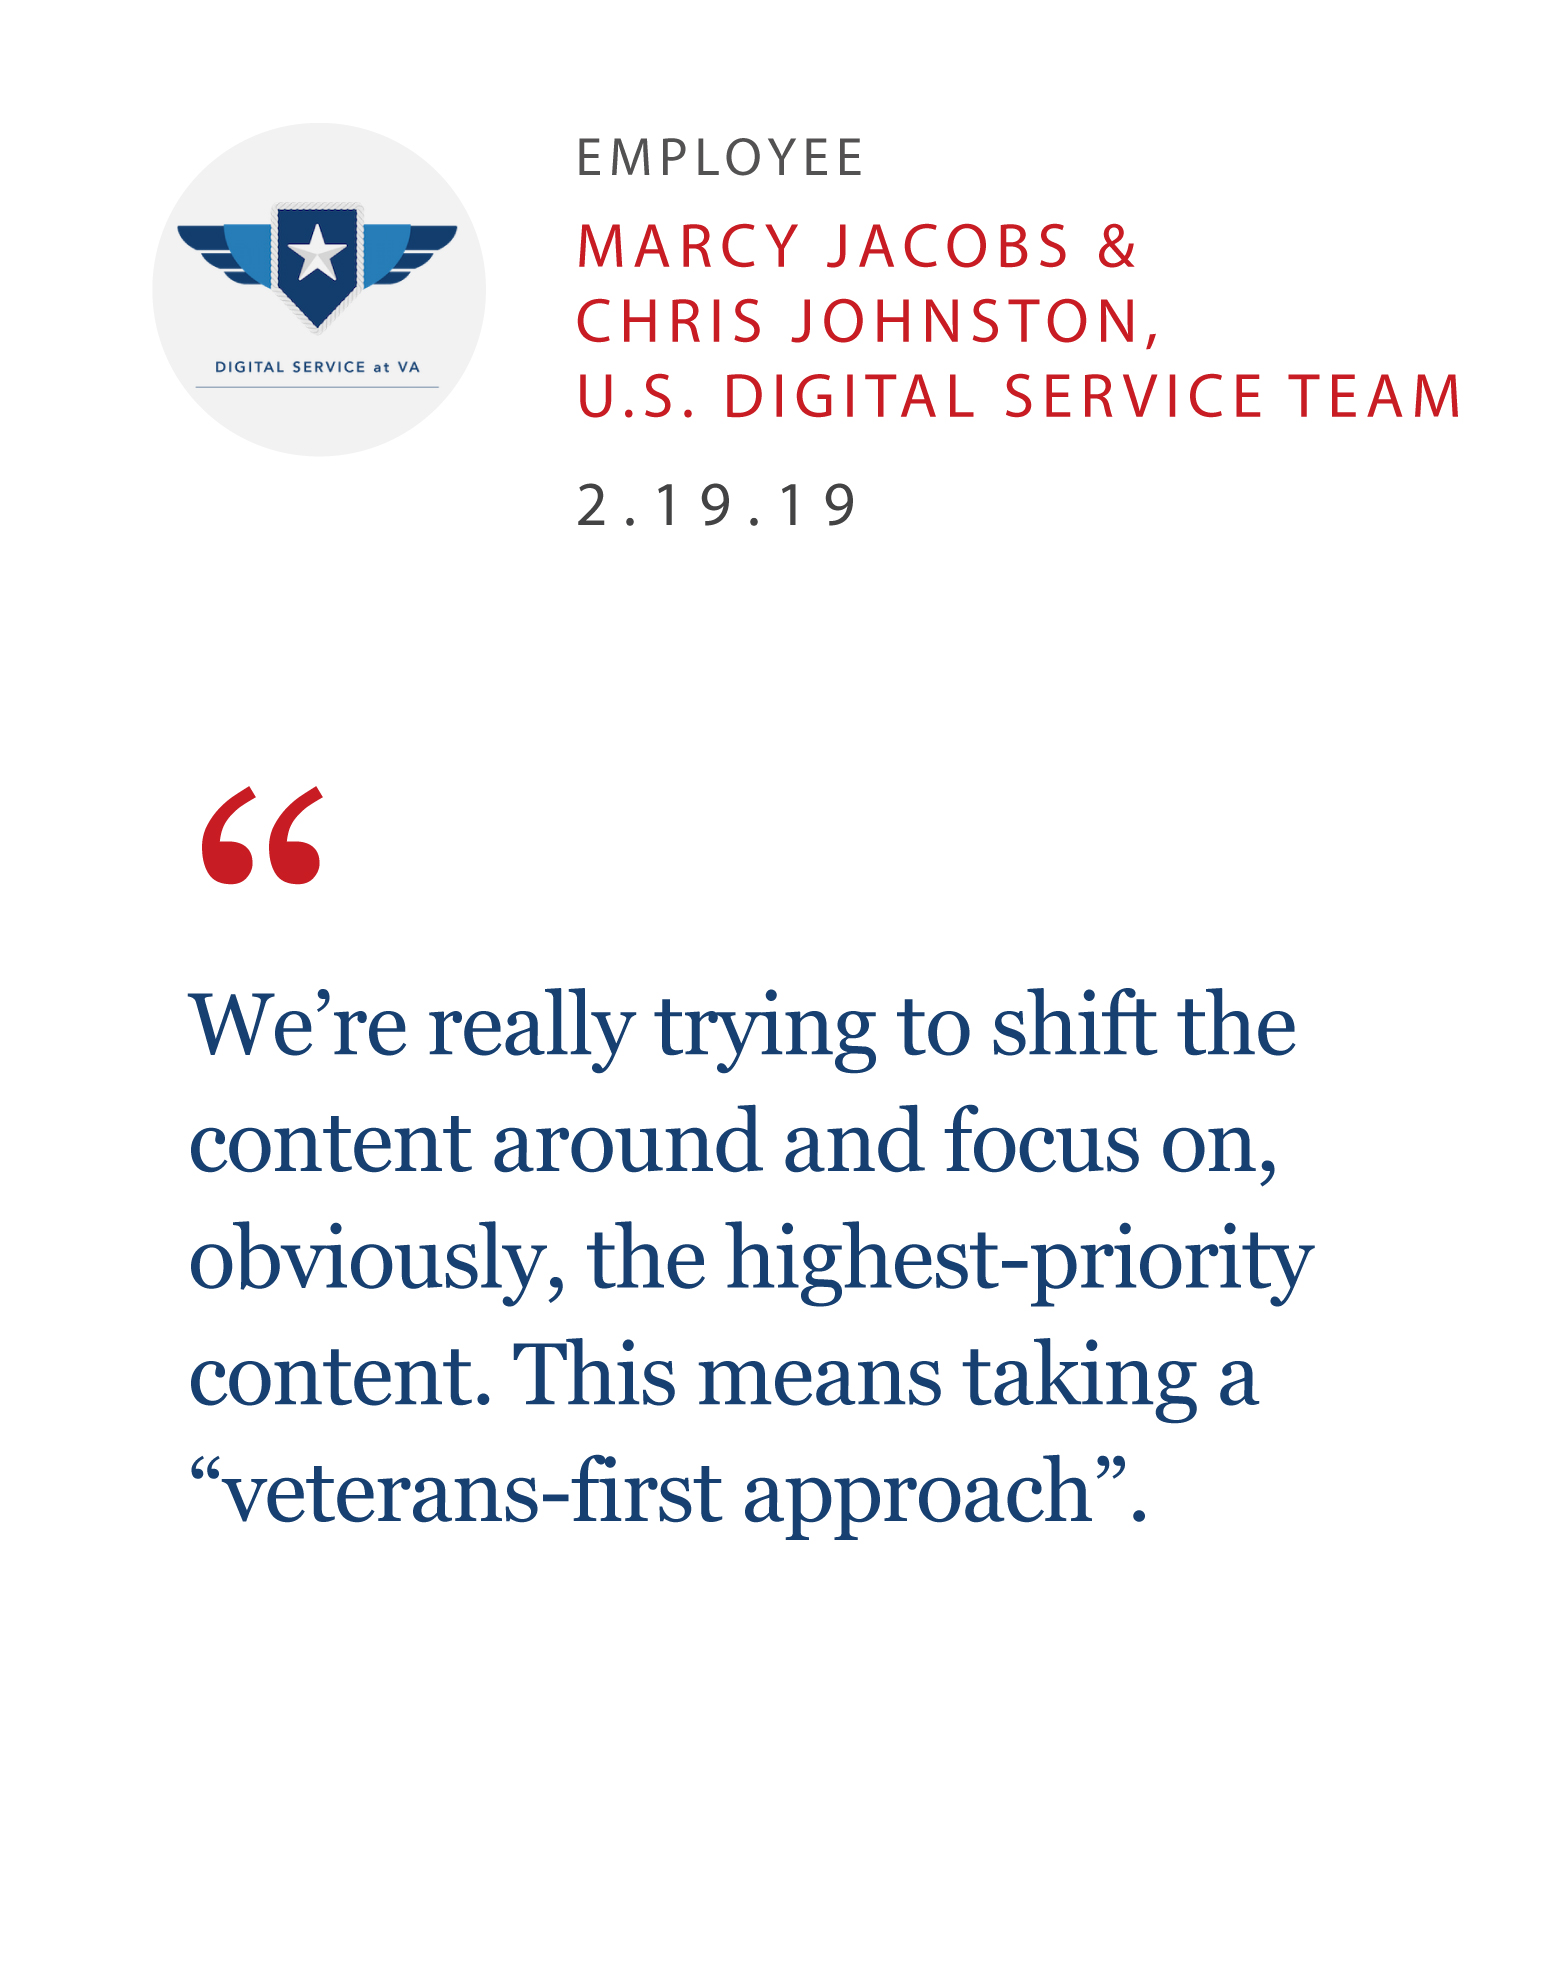 DIGITAL SERVICE at VA
EMPLOYEE
MARCY JACOBS &
CHRIS JOHNSTON,
U.S. DIGITAL SERVICE TEAM
2.19.19
“
We’re really trying to shift the
content around and focus on,
obviously, the highest-priority
content. This means taking a
“veterans-first approach”.